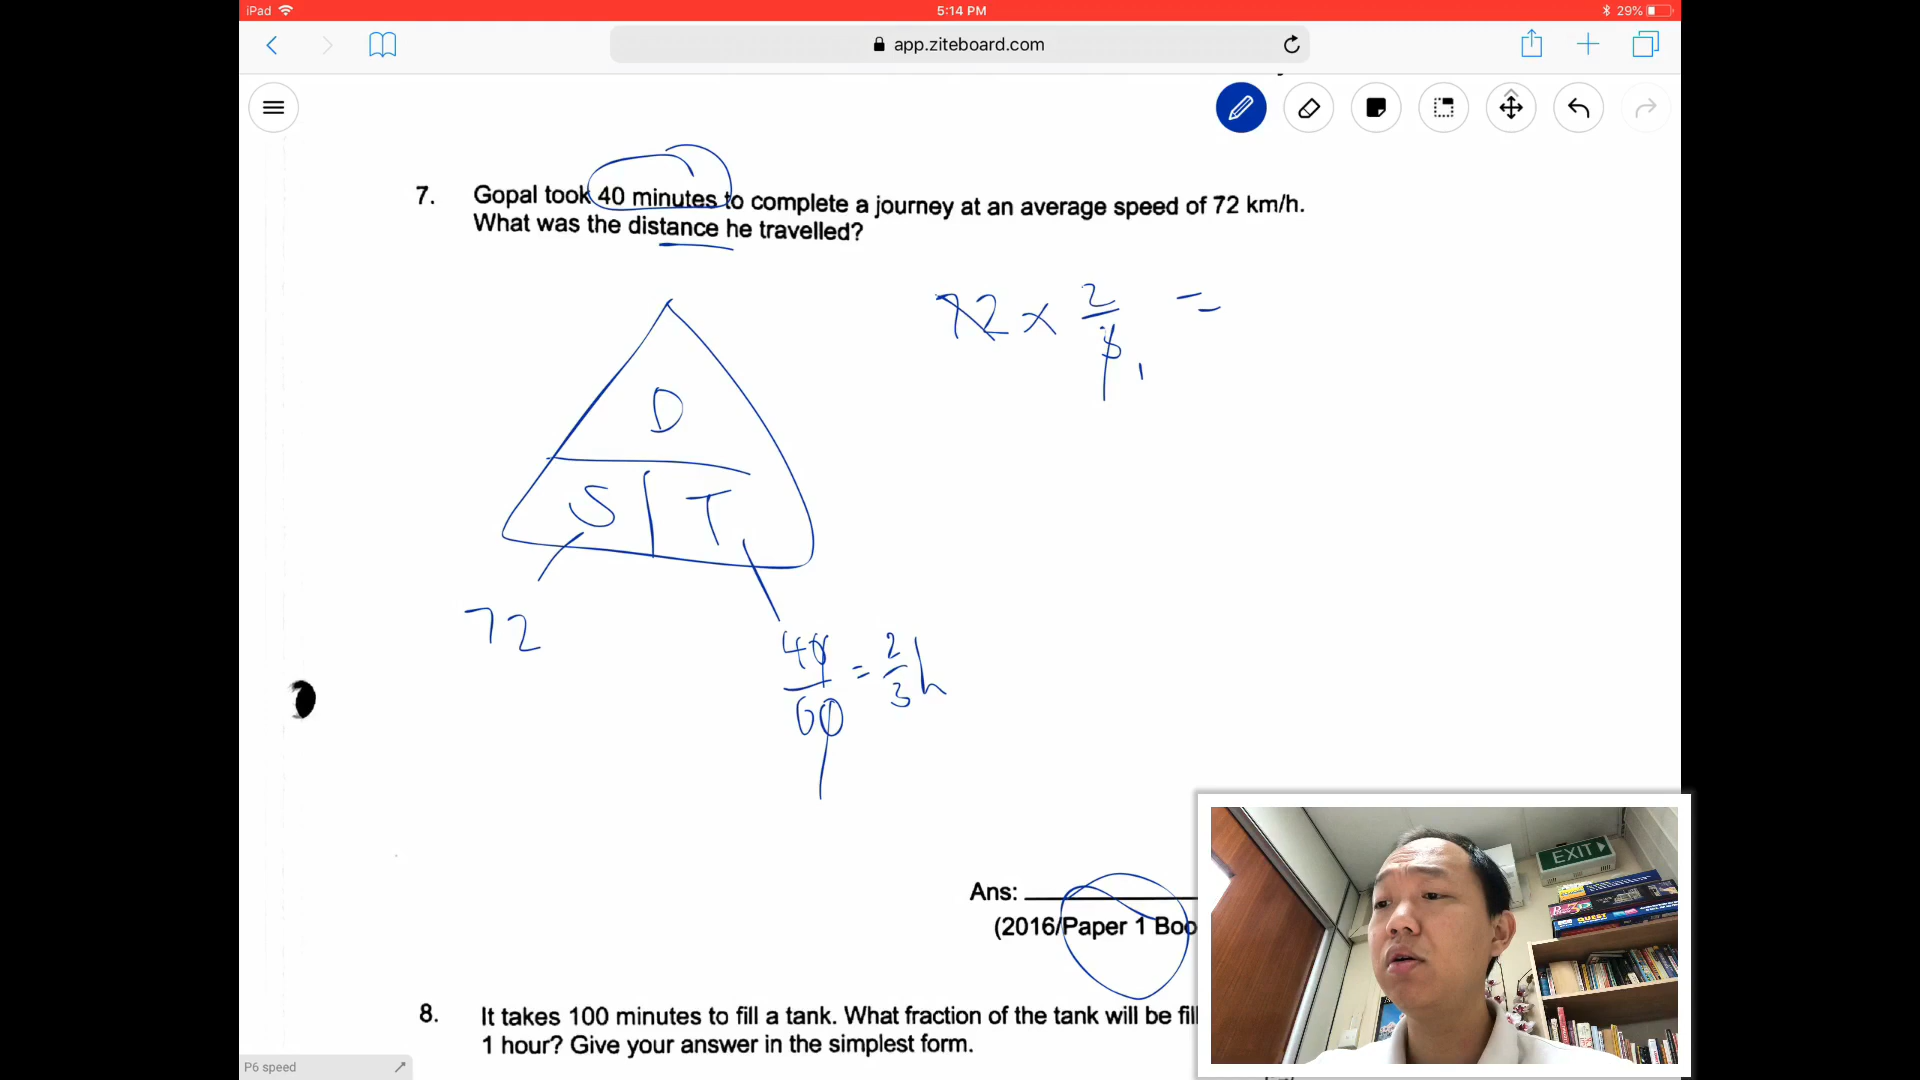 iPad 5:14 PM 29%
app.ziteboard.com
7. Gopal took 40 minutes to complete a journey at an average speed of 72 km/h.
What was the distance he travelled?
72 × 2/3 =
1
D
S T
72
40/60 = 2/3 h
Ans:
(2016/Paper 1 Boo
8. It takes 100 minutes to fill a tank. What fraction of the tank will be fill
1 hour? Give your answer in the simplest form.
P6 speed
EXIT
QUEST